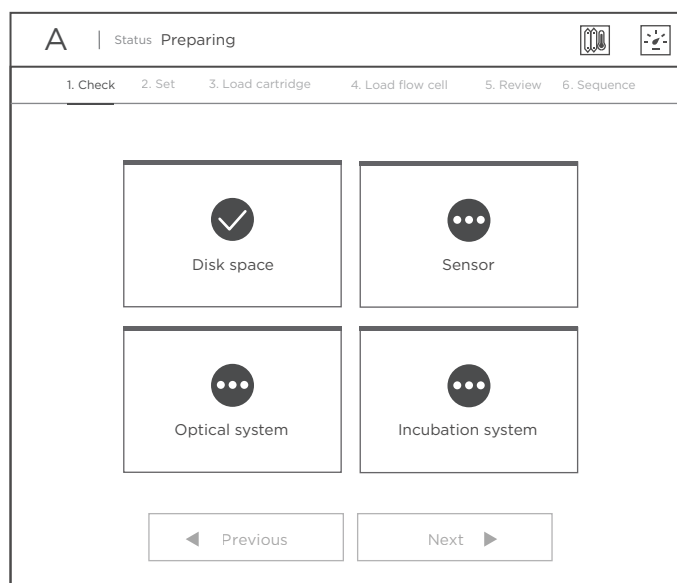 A | Status Preparing
1. Check 2. Set 3. Load cartridge 4. Load flow cell 5. Review 6. Sequence
Disk space Sensor
Optical system Incubation system
Previous Next